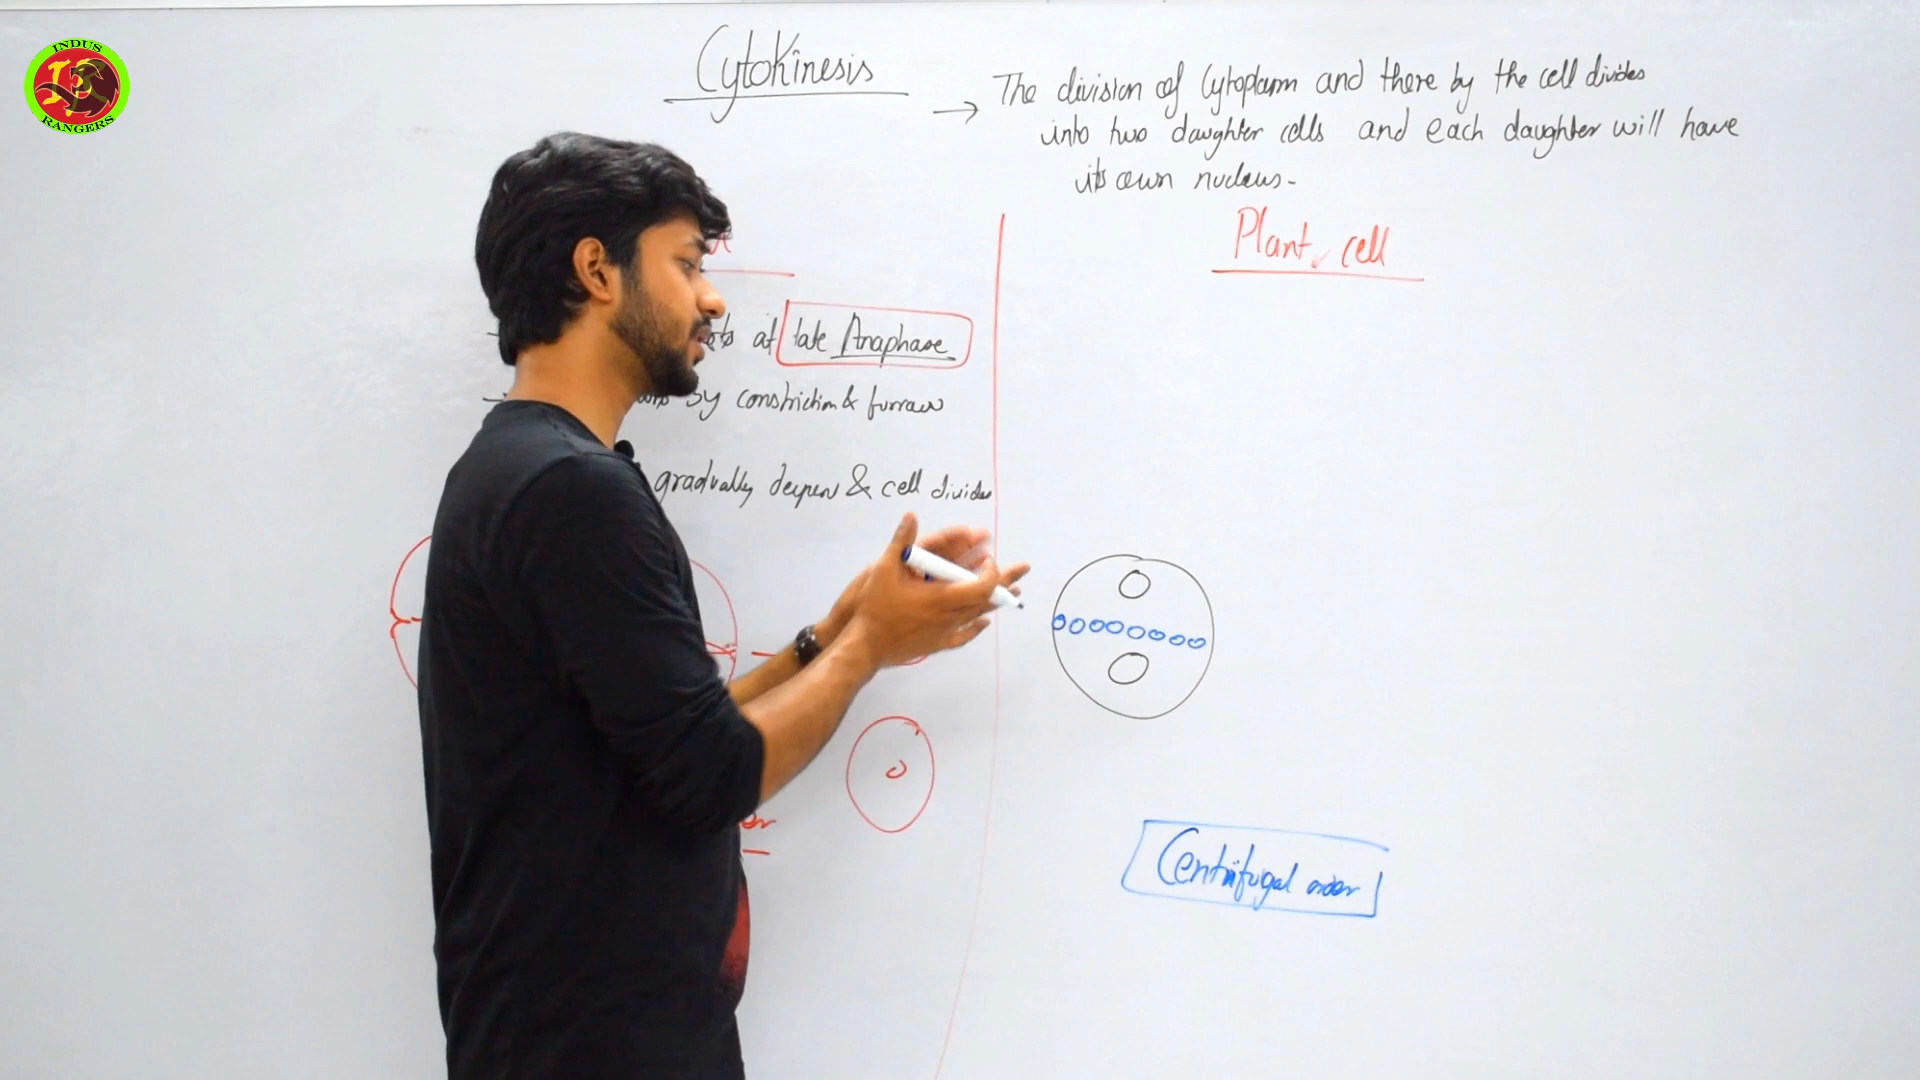 INDUS
RANGERS
Cytokinesis
→ The division of Cytoplasm and there by the cell divides
into two daughter cells and each daughter will have
its own nucleus.
Plant cell
at late Anaphase
by constriction & furrow
gradually deepen & cell divides
Centrifugal order